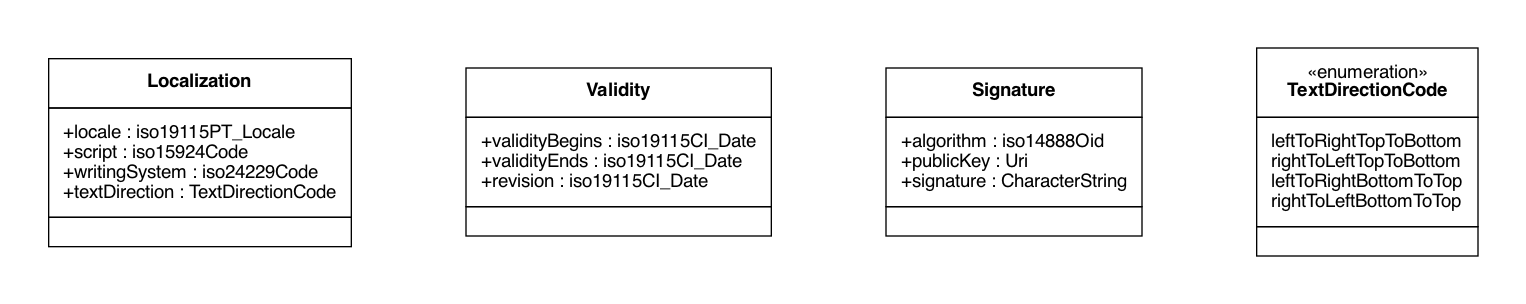 Localization
+locale : iso19115PT_Locale
+script : iso15924Code
+writingSystem : iso24229Code
+textDirection : TextDirectionCode
Validity
+validityBegins : iso19115CI_Date
+validityEnds : iso19115CI_Date
+revision : iso19115CI_Date
Signature
+algorithm : iso14888Oid
+publicKey : Uri
+signature : CharacterString
«enumeration»
TextDirectionCode
leftToRightTopToBottom
rightToLeftTopToBottom
leftToRightBottomToTop
rightToLeftBottomToTop